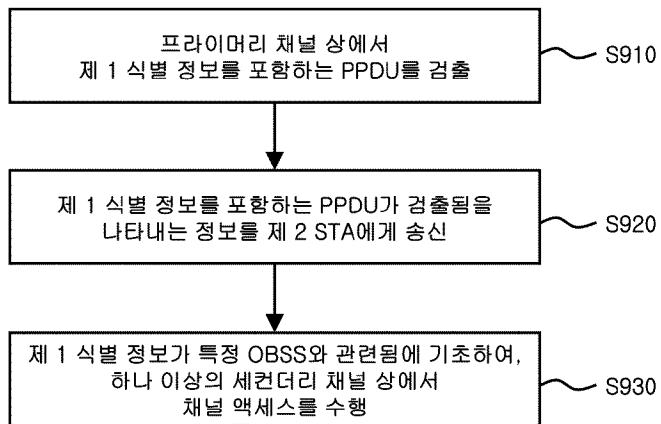 프라이머리 채널 상에서
제 1 식별 정보를 포함하는 PPDU를 검출
S910
제 1 식별 정보를 포함하는 PPDU가 검출됨을
나타내는 정보를 제 2 STA에게 송신
S920
제 1 식별 정보가 특정 OBSS와 관련됨에 기초하여,
하나 이상의 세컨더리 채널 상에서
채널 액세스를 수행
S930